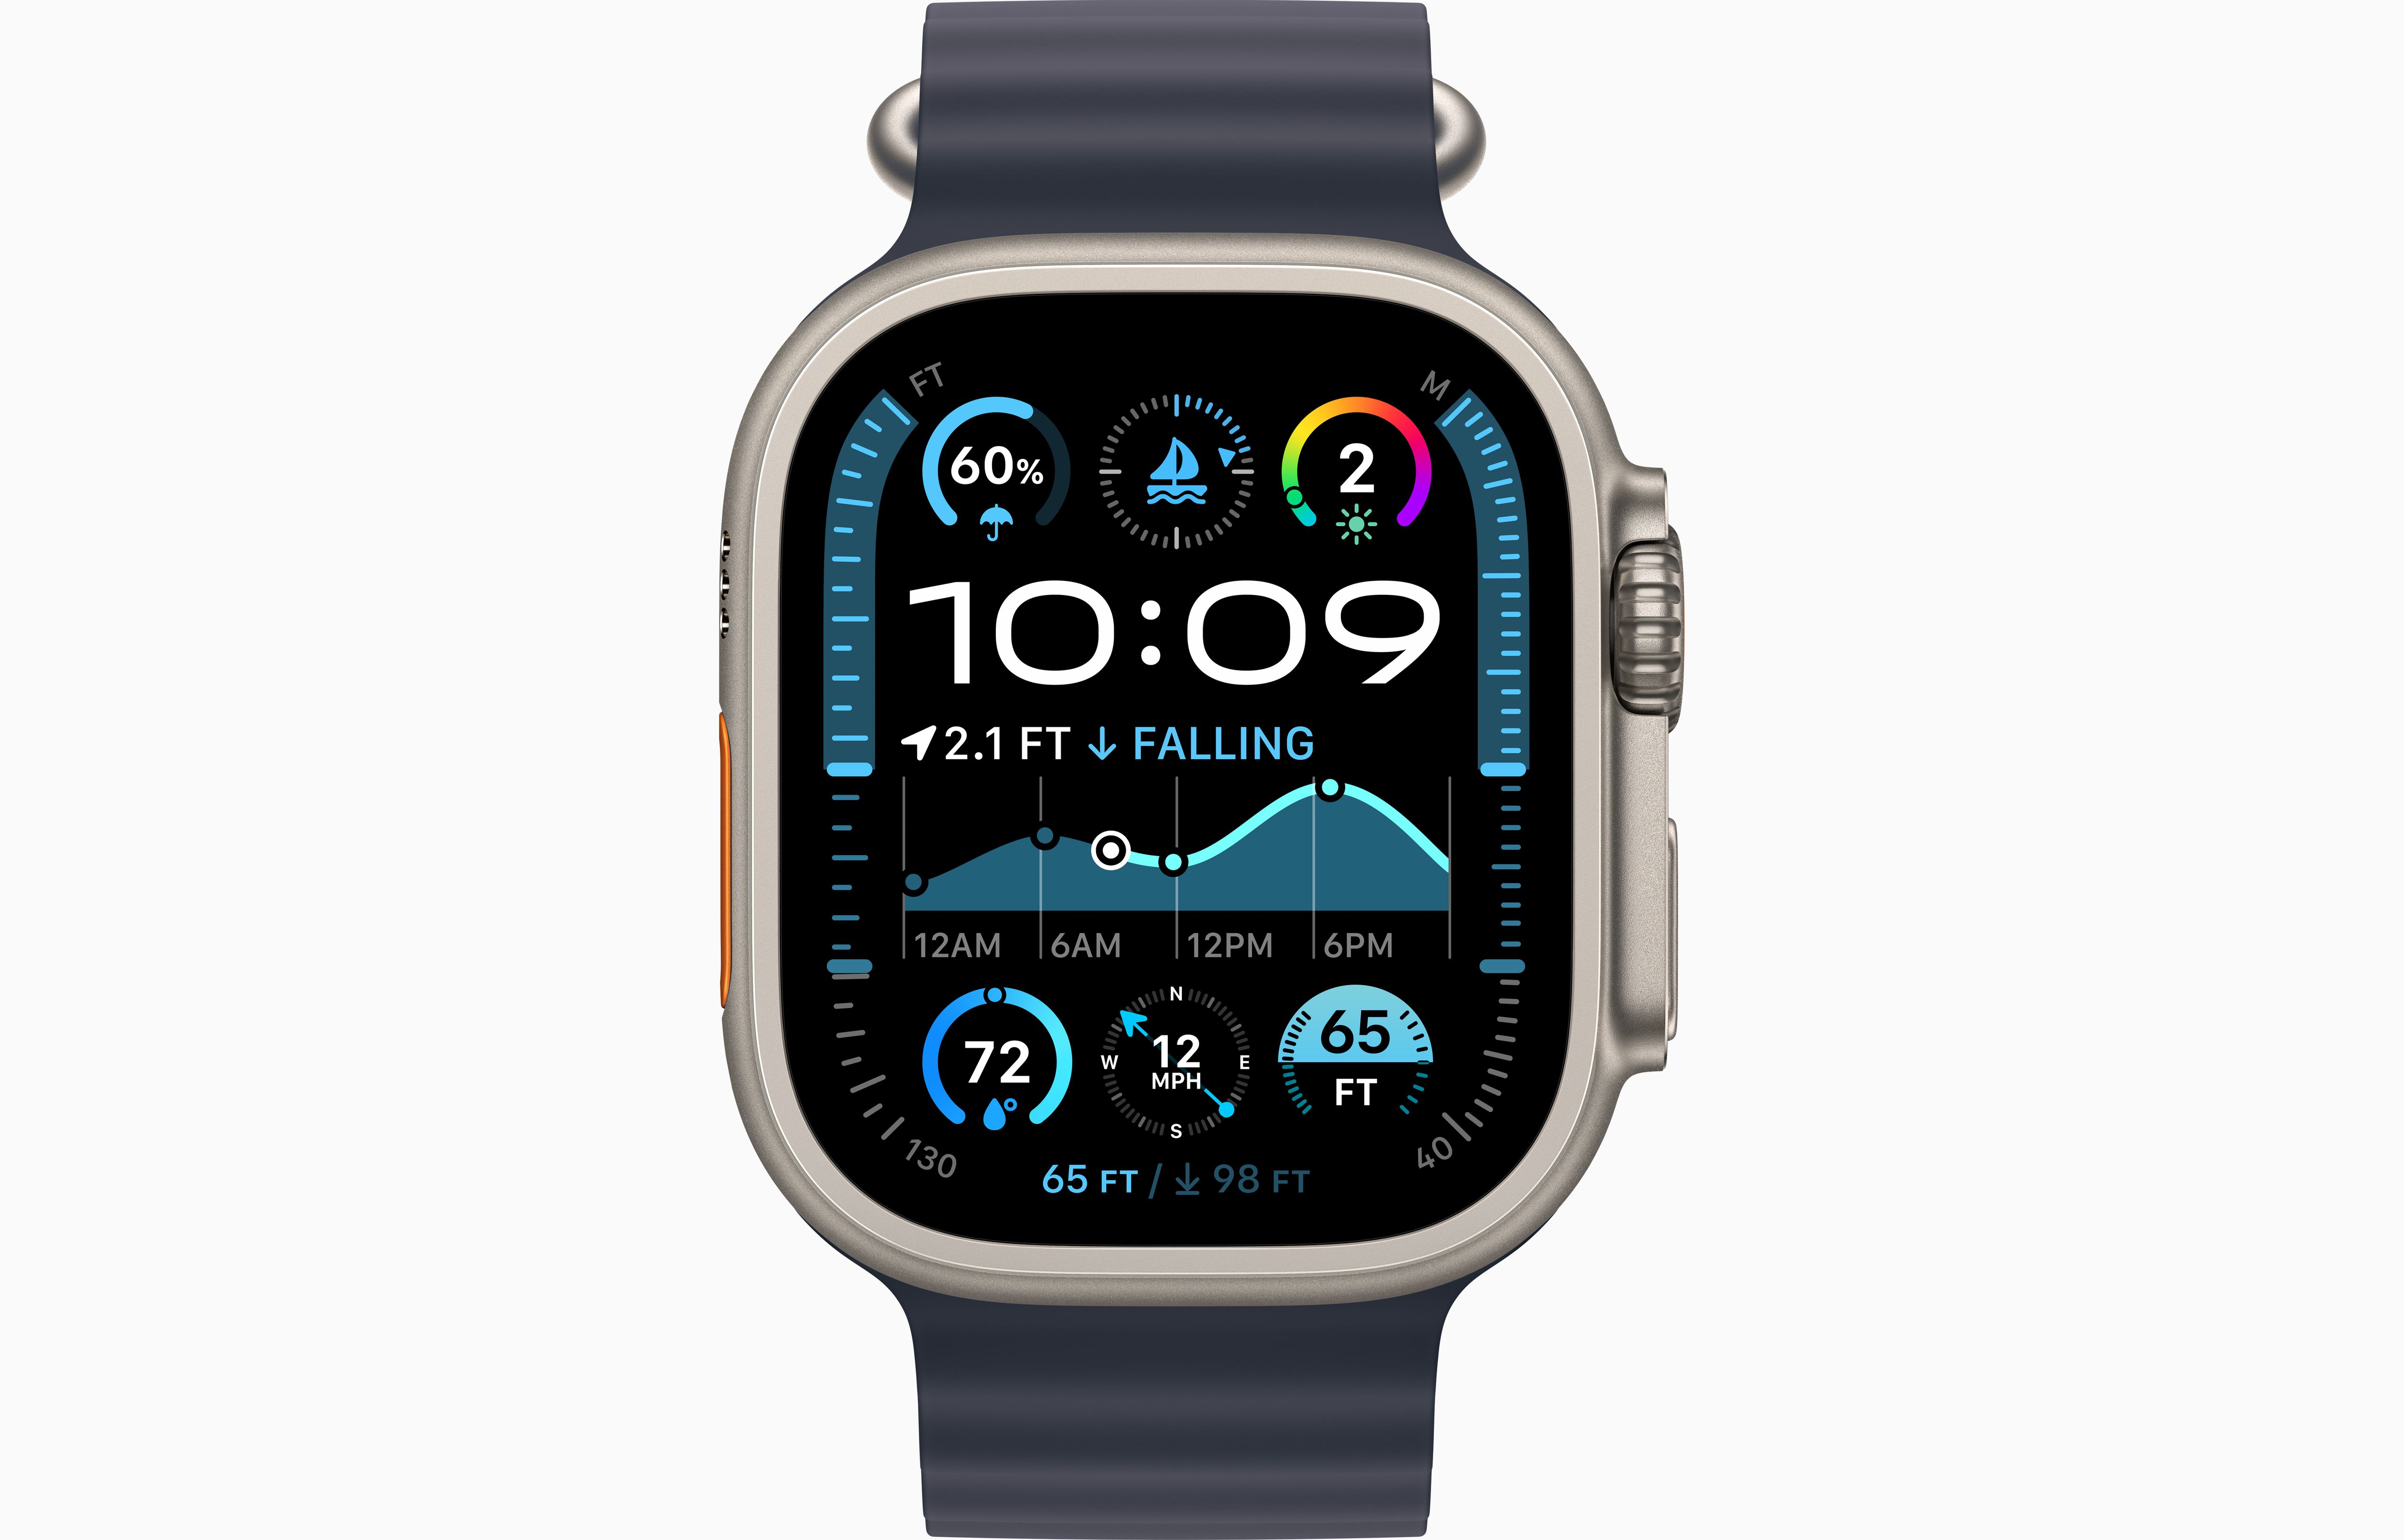 FT
M
60%
2
10:09
2.1 FT ↓ FALLING
12AM 6AM 12PM 6PM
72
N
W
E
S
12
MPH
65
FT
130
40
65 FT / ↓ 98 FT